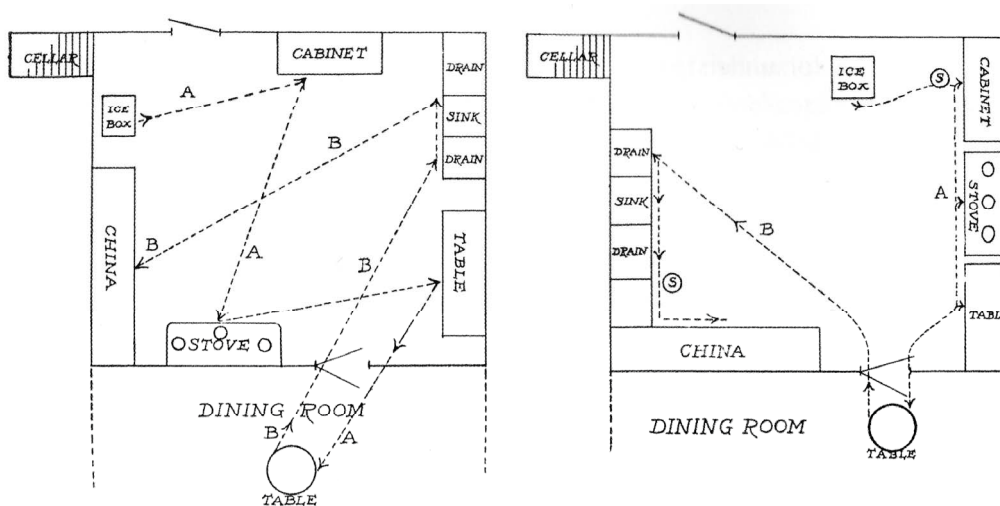 CELLAR
CABINET
DRAIN
ICE
BOX
A
SINK
B
DRAIN
CHINA
B
A
B
TABLE
STOVE
DINING ROOM
B
A
TABLE
CELLAR
ICE
BOX
S
CABINET
DRAIN
SINK
DRAIN
B
A
STOVE
S
TABL
CHINA
DINING ROOM
TABLE